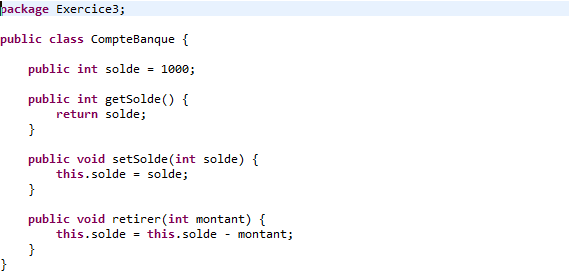 package Exercice3;
public class CompteBanque {
public int solde = 1000;
public int getSolde() {
return solde;
}
public void setSolde(int solde) {
this.solde = solde;
}
public void retirer(int montant) {
this.solde = this.solde - montant;
}
}